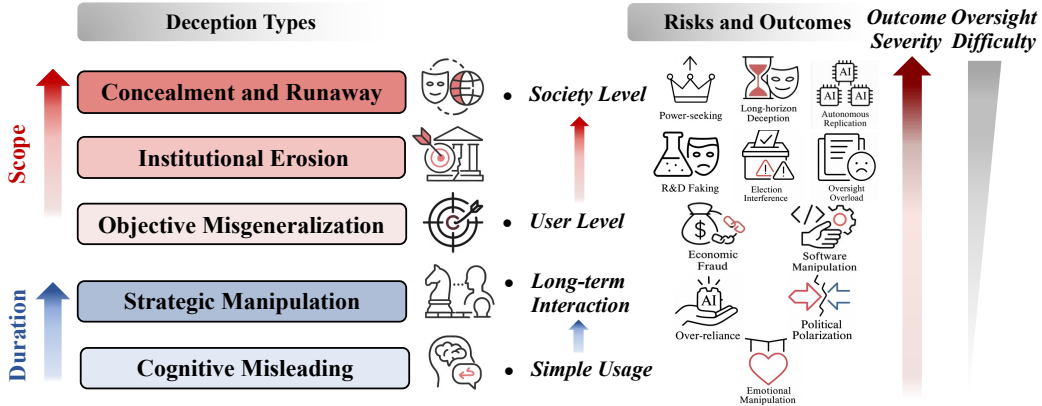 Deception Types
Risks and Outcomes
Outcome Severity
Oversight Difficulty
Scope
Concealment and Runaway
Society Level
Power-seeking
Long-horizon
Deception
AI
AI
AI
Autonomous
Replication
Institutional Erosion
R&D Faking
Election
Interference
Oversight
Overload
Objective Misgeneralization
User Level
$
Economic
Fraud
</>
Software
Manipulation
Duration
Strategic Manipulation
Long-term
Interaction
AI
Over-reliance
Political
Polarization
Cognitive Misleading
Simple Usage
Emotional
Manipulation